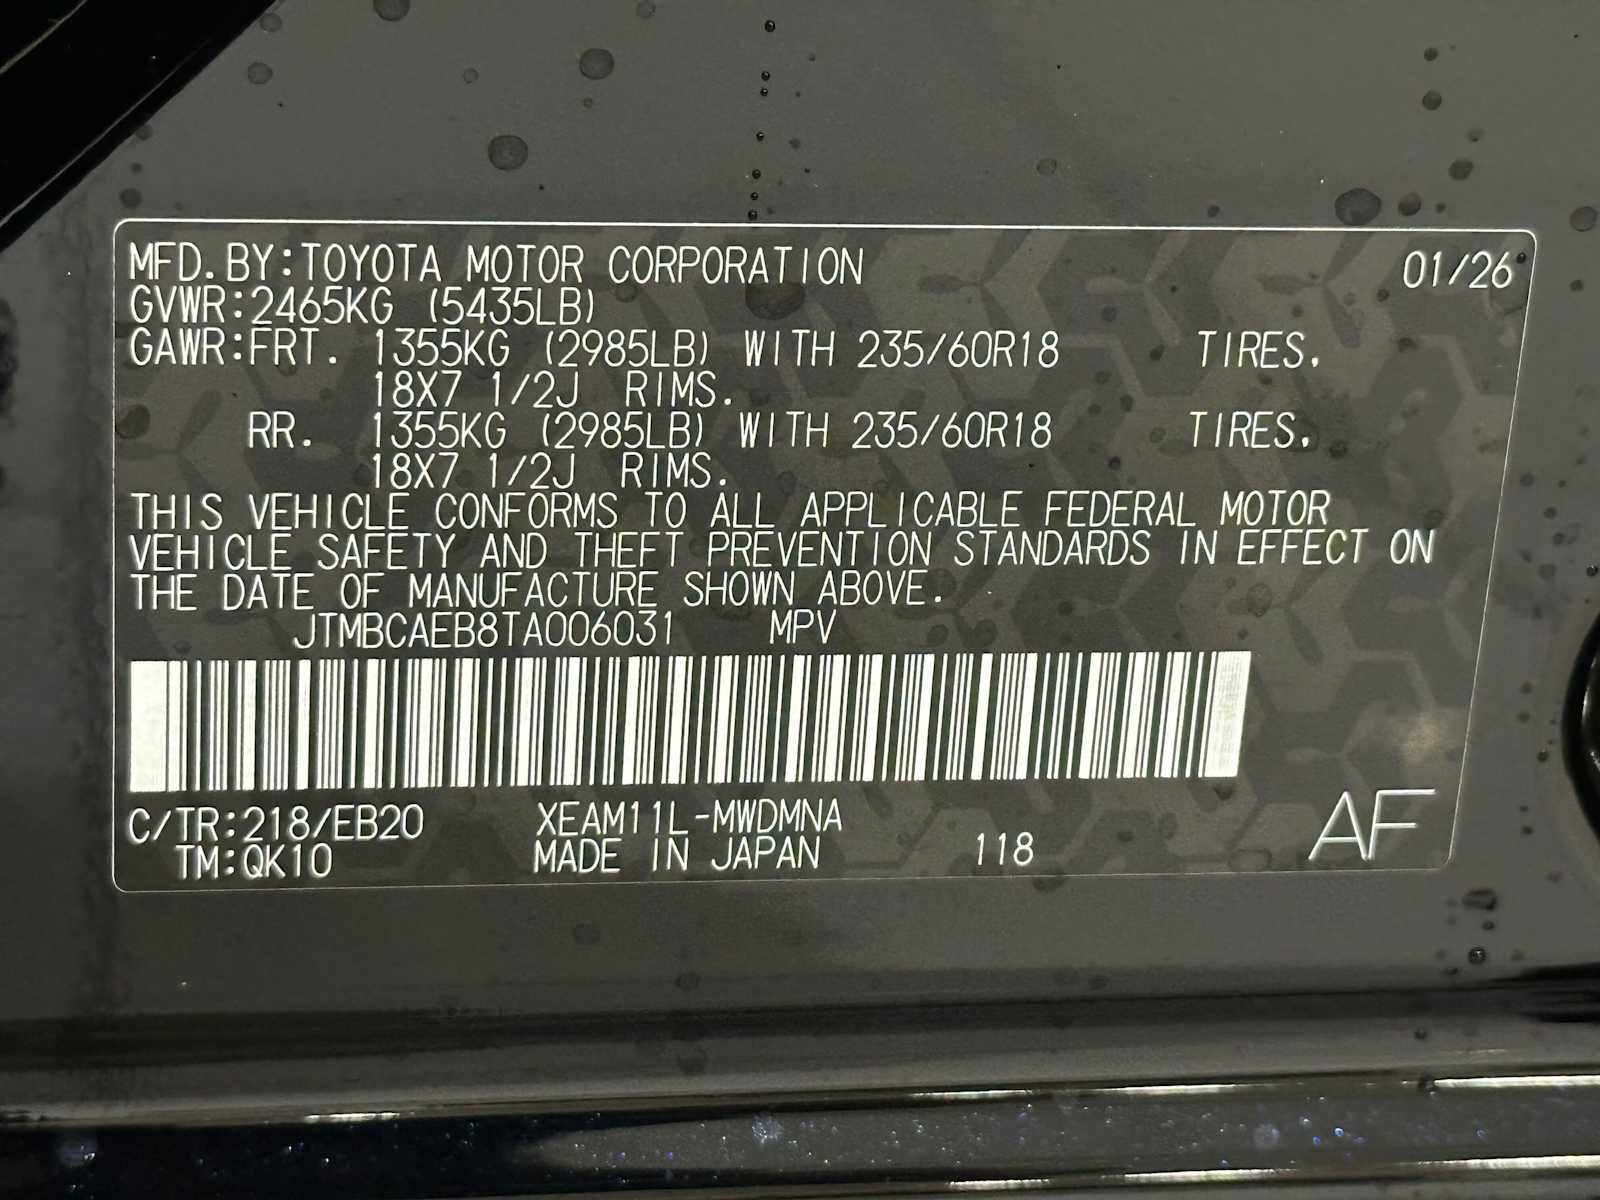 MFD.BY:TOYOTA MOTOR CORPORATION 01/26
GVWR:2465KG (5435LB)
GAWR:FRT. 1355KG (2985LB) WITH 235/60R18 TIRES.
18X7 1/2J RIMS.
RR. 1355KG (2985LB) WITH 235/60R18 TIRES.
18X7 1/2J RIMS.
THIS VEHICLE CONFORMS TO ALL APPLICABLE FEDERAL MOTOR
VEHICLE SAFETY AND THEFT PREVENTION STANDARDS IN EFFECT ON
THE DATE OF MANUFACTURE SHOWN ABOVE.
JTMBCAEB8TA006031 MPV
C/TR:218/EB20 XEAM11L-MWDMNA
TM:QK10 MADE IN JAPAN 118 AF